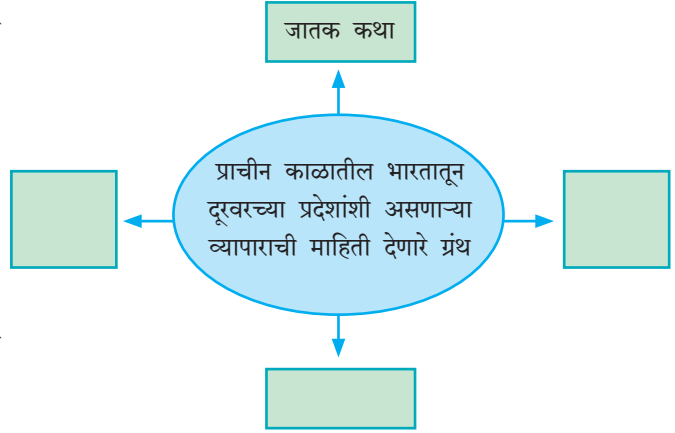 जातक कथा
प्राचीन काळातील भारतातून
दूरवरच्या प्रदेशांशी असणाऱ्या
व्यापाराची माहिती देणारे ग्रंथ